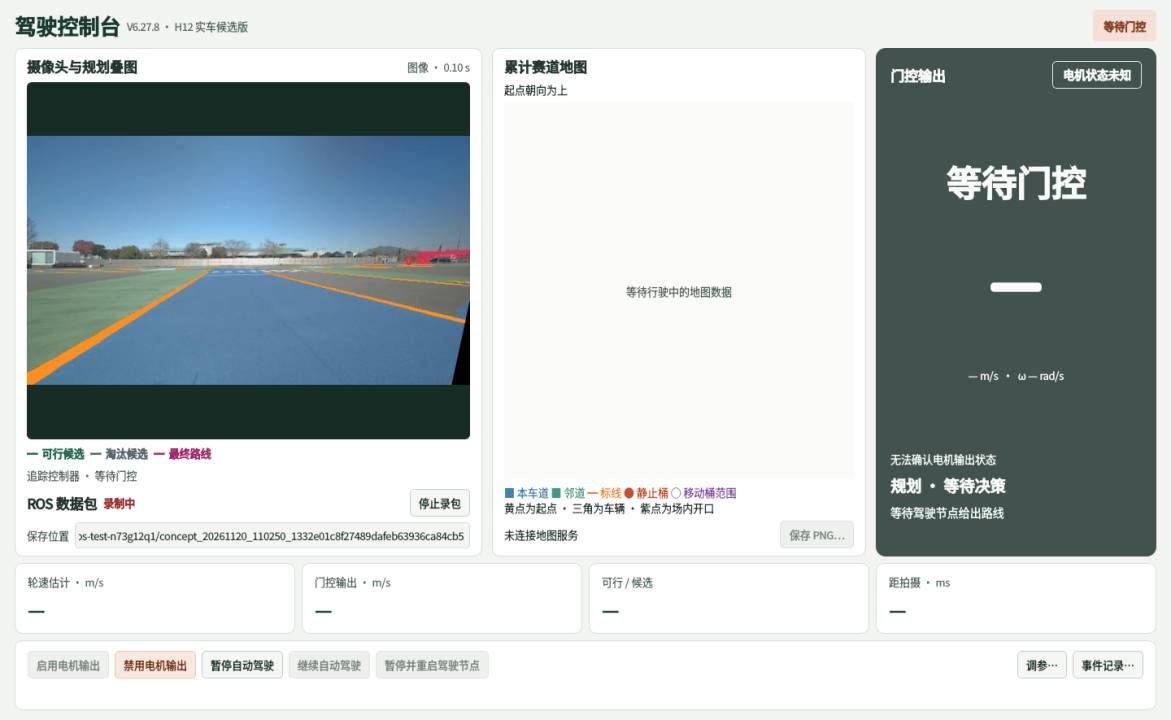 驾驶控制台 V6.27.8 · H12 实车候选版
等待门控
摄像头与规划叠图
图像 · 0.10 s
可行候选 淘汰候选 最终路线
追踪控制器 · 等待门控
ROS 数据包 录制中
停止录包
保存位置 os-test-n73g12q1/concept_20261120_110250_1332e01c8f27489dafeb63936ca84cb5
累计赛道地图
起点朝向为上
等待行驶中的地图数据
本车道 邻道 标线 静止桶 移动桶范围
黄点为起点 · 三角为车辆 · 紫点为场内开口
未连接地图服务
保存 PNG…
门控输出
电机状态未知
等待门控
—
— m/s · ω — rad/s
无法确认电机输出状态
规划 · 等待决策
等待驾驶节点给出路线
轮速估计 · m/s
—
门控输出 · m/s
—
可行 / 候选
—
距拍摄 · ms
—
启用电机输出
禁用电机输出
暂停自动驾驶
继续自动驾驶
暂停并重启驾驶节点
调参…
事件记录…